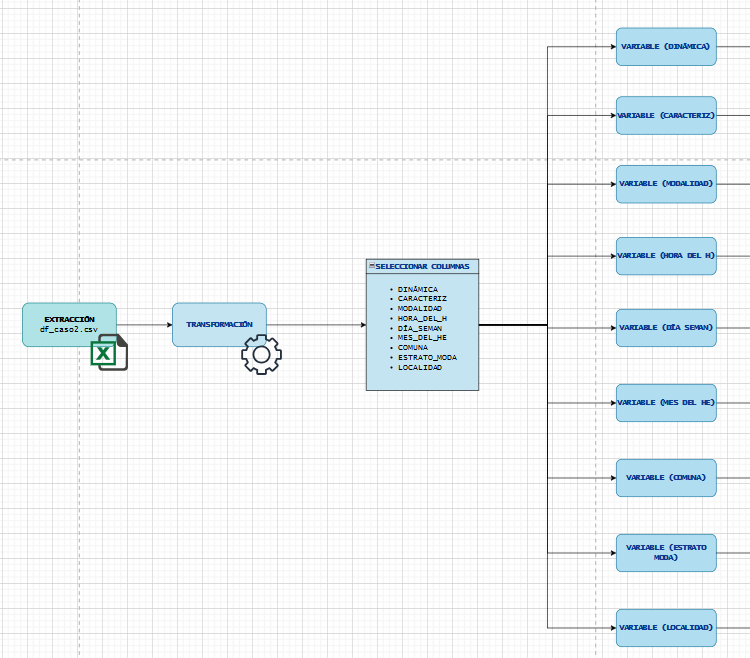 EXTRACCIÓN
df_caso2.csv
X
TRANSFORMACIÓN
SELECCIONAR COLUMNAS
• DINÁMICA
• CARACTERIZ
• MODALIDAD
• HORA_DEL_H
• DÍA_SEMAN
• MES_DEL_HE
• COMUNA
• ESTRATO_MODA
• LOCALIDAD
VARIABLE (DINÁMICA)
VARIABLE (CARACTERIZ)
VARIABLE (MODALIDAD)
VARIABLE (HORA DEL H)
VARIABLE (DÍA SEMAN)
VARIABLE (MES DEL HE)
VARIABLE (COMUNA)
VARIABLE (ESTRATO
MODA)
VARIABLE (LOCALIDAD)